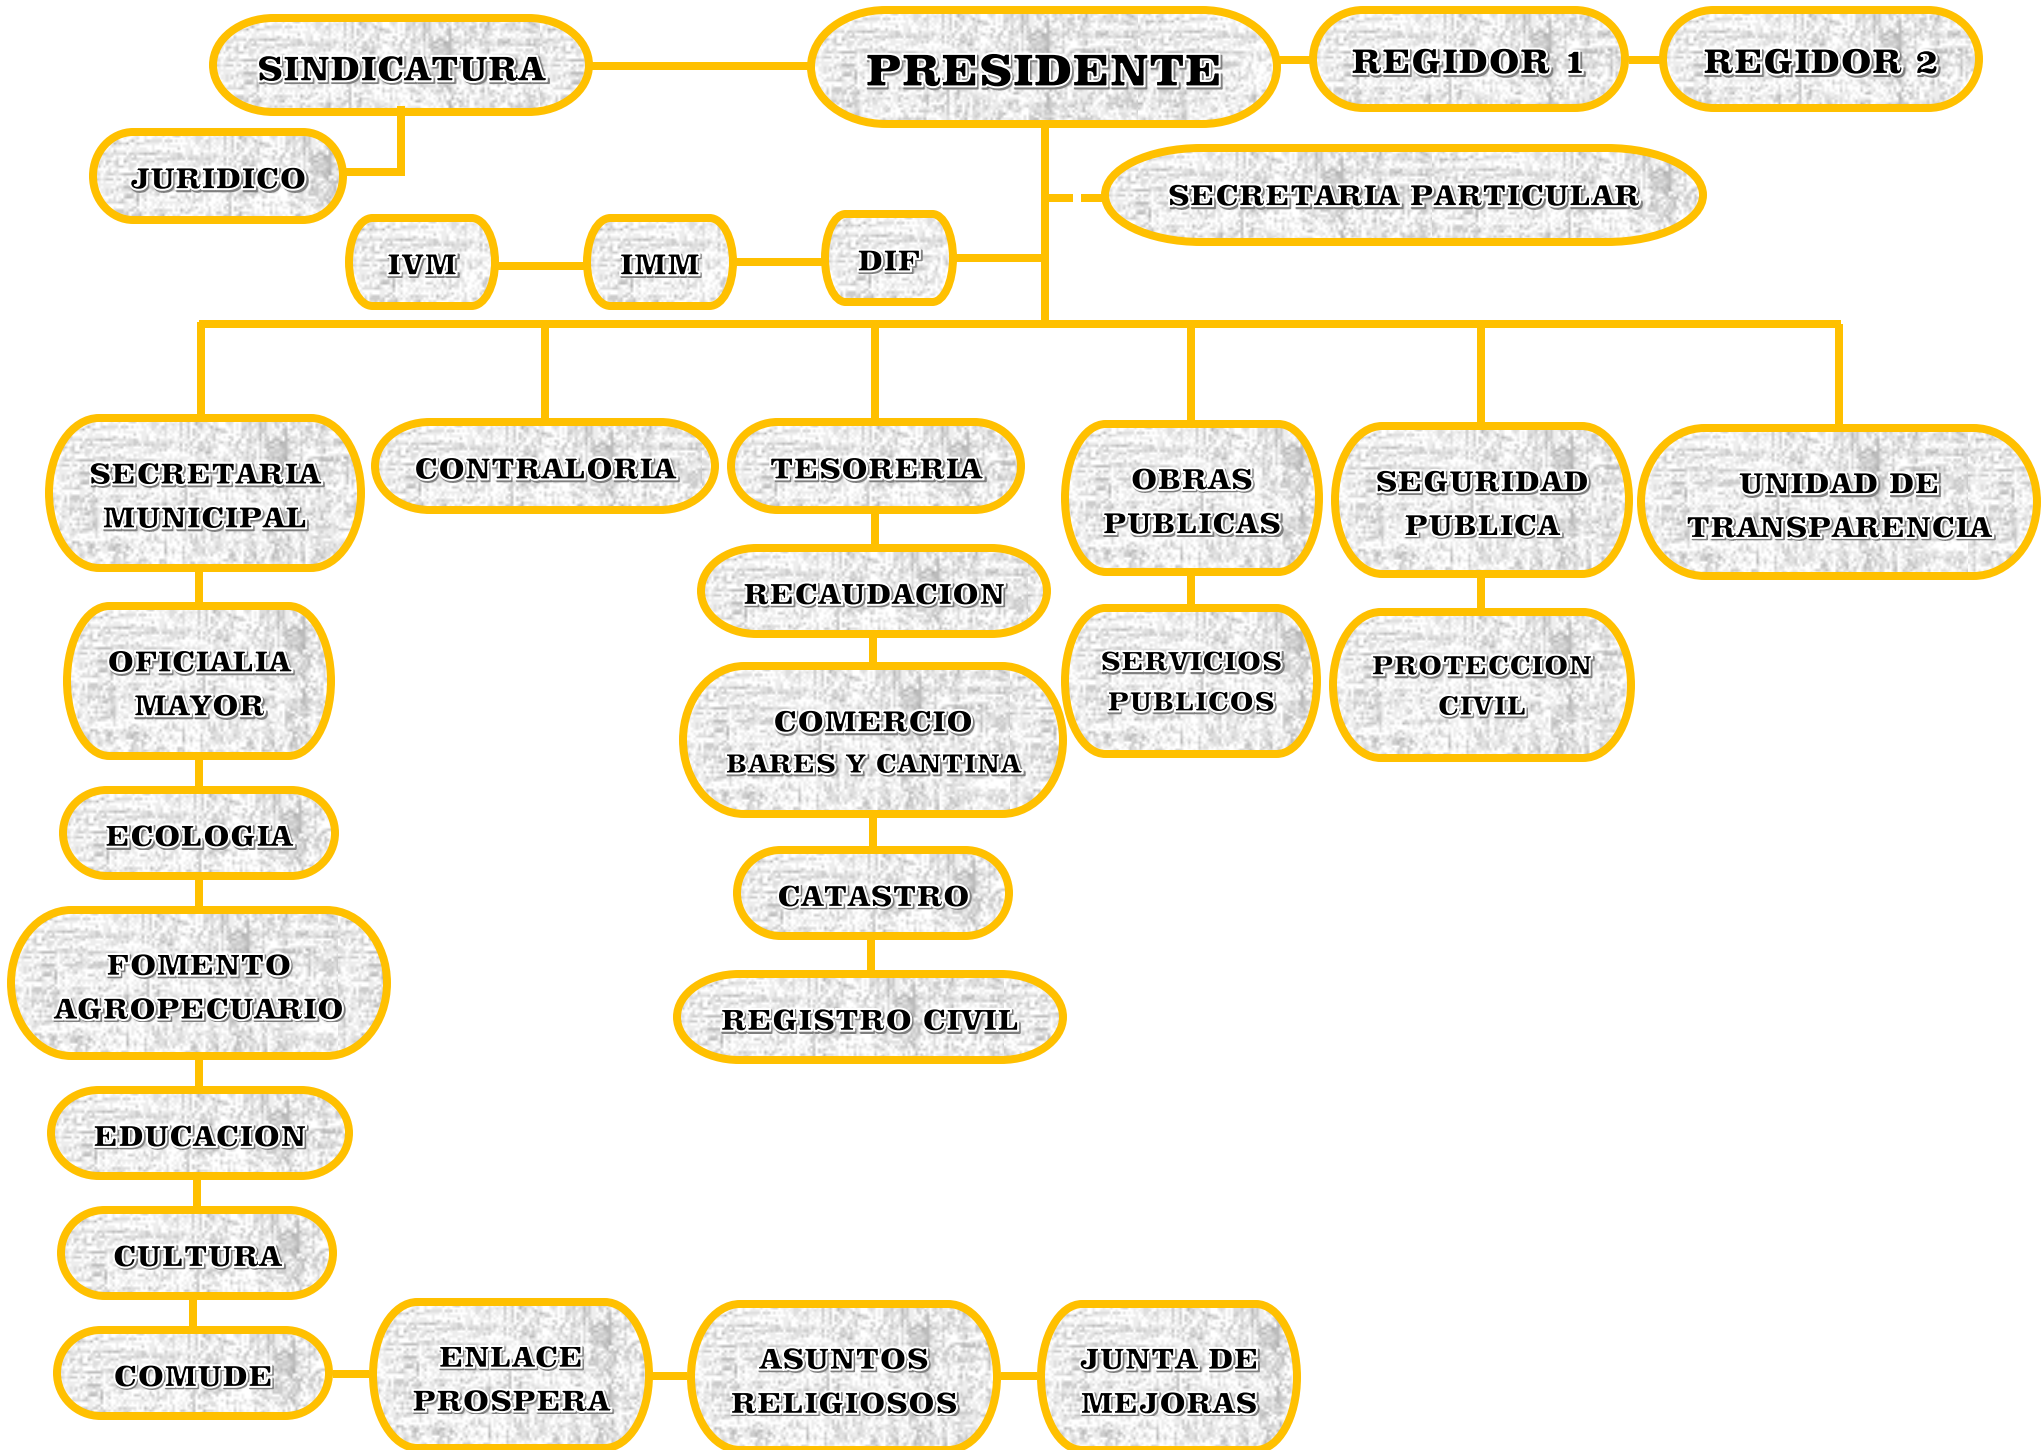 SINDICATURA
PRESIDENTE
REGIDOR 1
REGIDOR 2
JURIDICO
SECRETARIA PARTICULAR
IVM
IMM
DIF
SECRETARIA
MUNICIPAL
CONTRALORIA
TESORERIA
OBRAS
PUBLICAS
SEGURIDAD
PUBLICA
UNIDAD DE
TRANSPARENCIA
OFICIALIA
MAYOR
RECAUDACION
SERVICIOS
PUBLICOS
PROTECCION
CIVIL
COMERCIO
BARES Y CANTINA
ECOLOGIA
CATASTRO
FOMENTO
AGROPECUARIO
REGISTRO CIVIL
EDUCACION
CULTURA
COMUDE
ENLACE
PROSPERA
ASUNTOS
RELIGIOSOS
JUNTA DE
MEJORAS